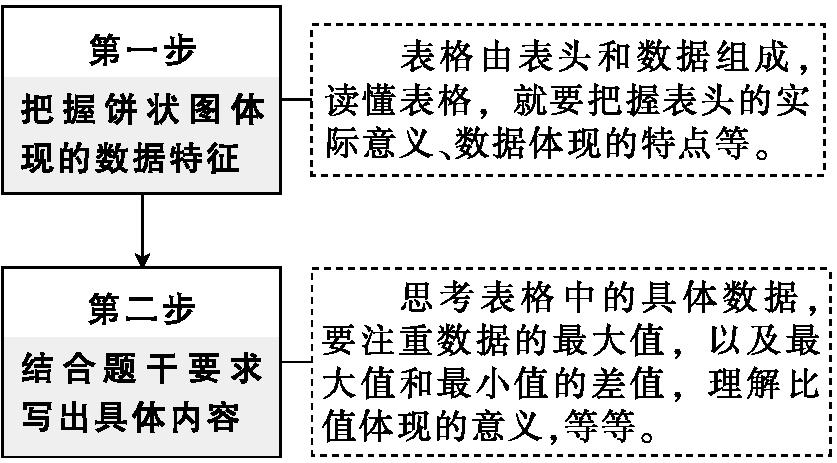 第一步
把握饼状图体
现的数据特征
表格由表头和数据组成，
读懂表格，就要把握表头的实
际意义、数据体现的特点等。
第二步
结合题干要求
写出具体内容
思考表格中的具体数据，
要注重数据的最大值，以及最
大值和最小值的差值，理解比
值体现的意义，等等。